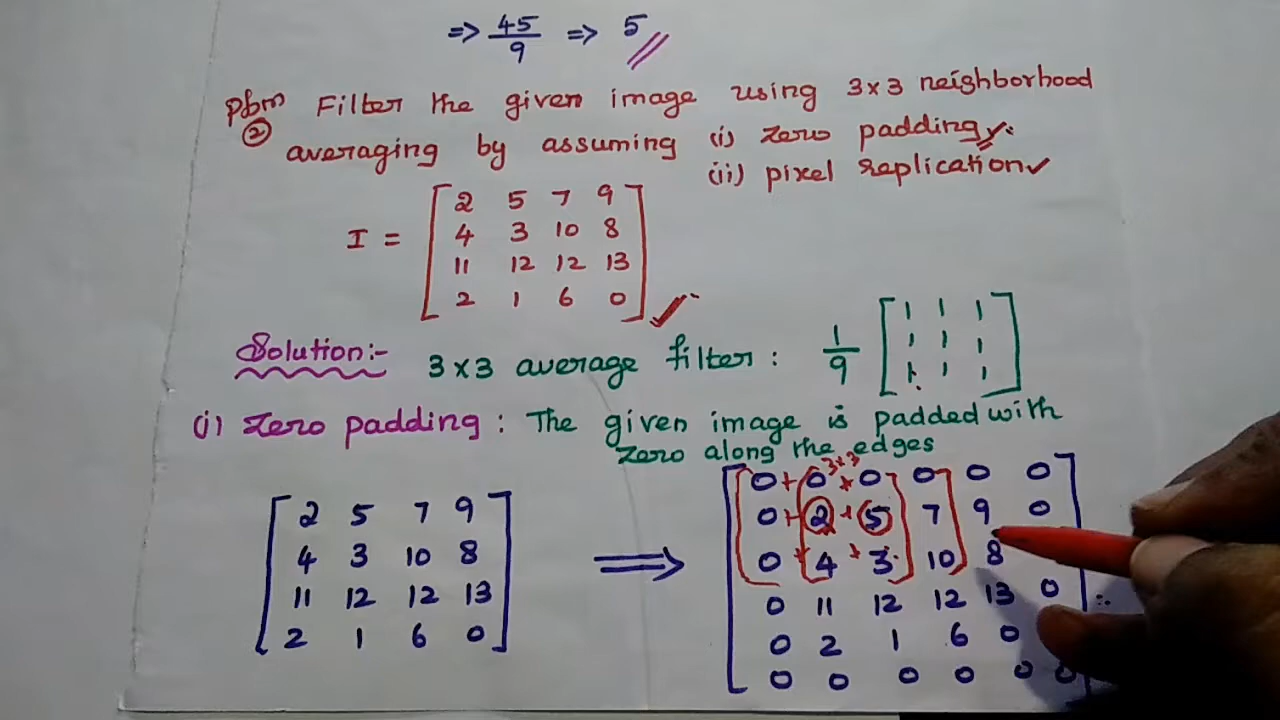 => 45/9 => 5
Pbm ② Filter the given image using 3x3 neighborhood
averaging by assuming (i) zero padding
(ii) pixel replication
I = [ 2 5 7 9
4 3 10 8
11 12 12 13
2 1 6 0 ]
Solution:- 3x3 average filter : 1/9 [ 1 1 1
1 1 1
1 1 1 ]
(i) Zero padding : The given image is padded with
zero along the edges
[ 2 5 7 9
4 3 10 8
11 12 12 13
2 1 6 0 ]
=>
3x3
[ 0 + 0 + 0 0 0 0
0 + 2 + 5 7 9 0
0 + 4 + 3 10 8
0 11 12 12 13 0
0 2 1 6 0
0 0 0 0 0 0 ]